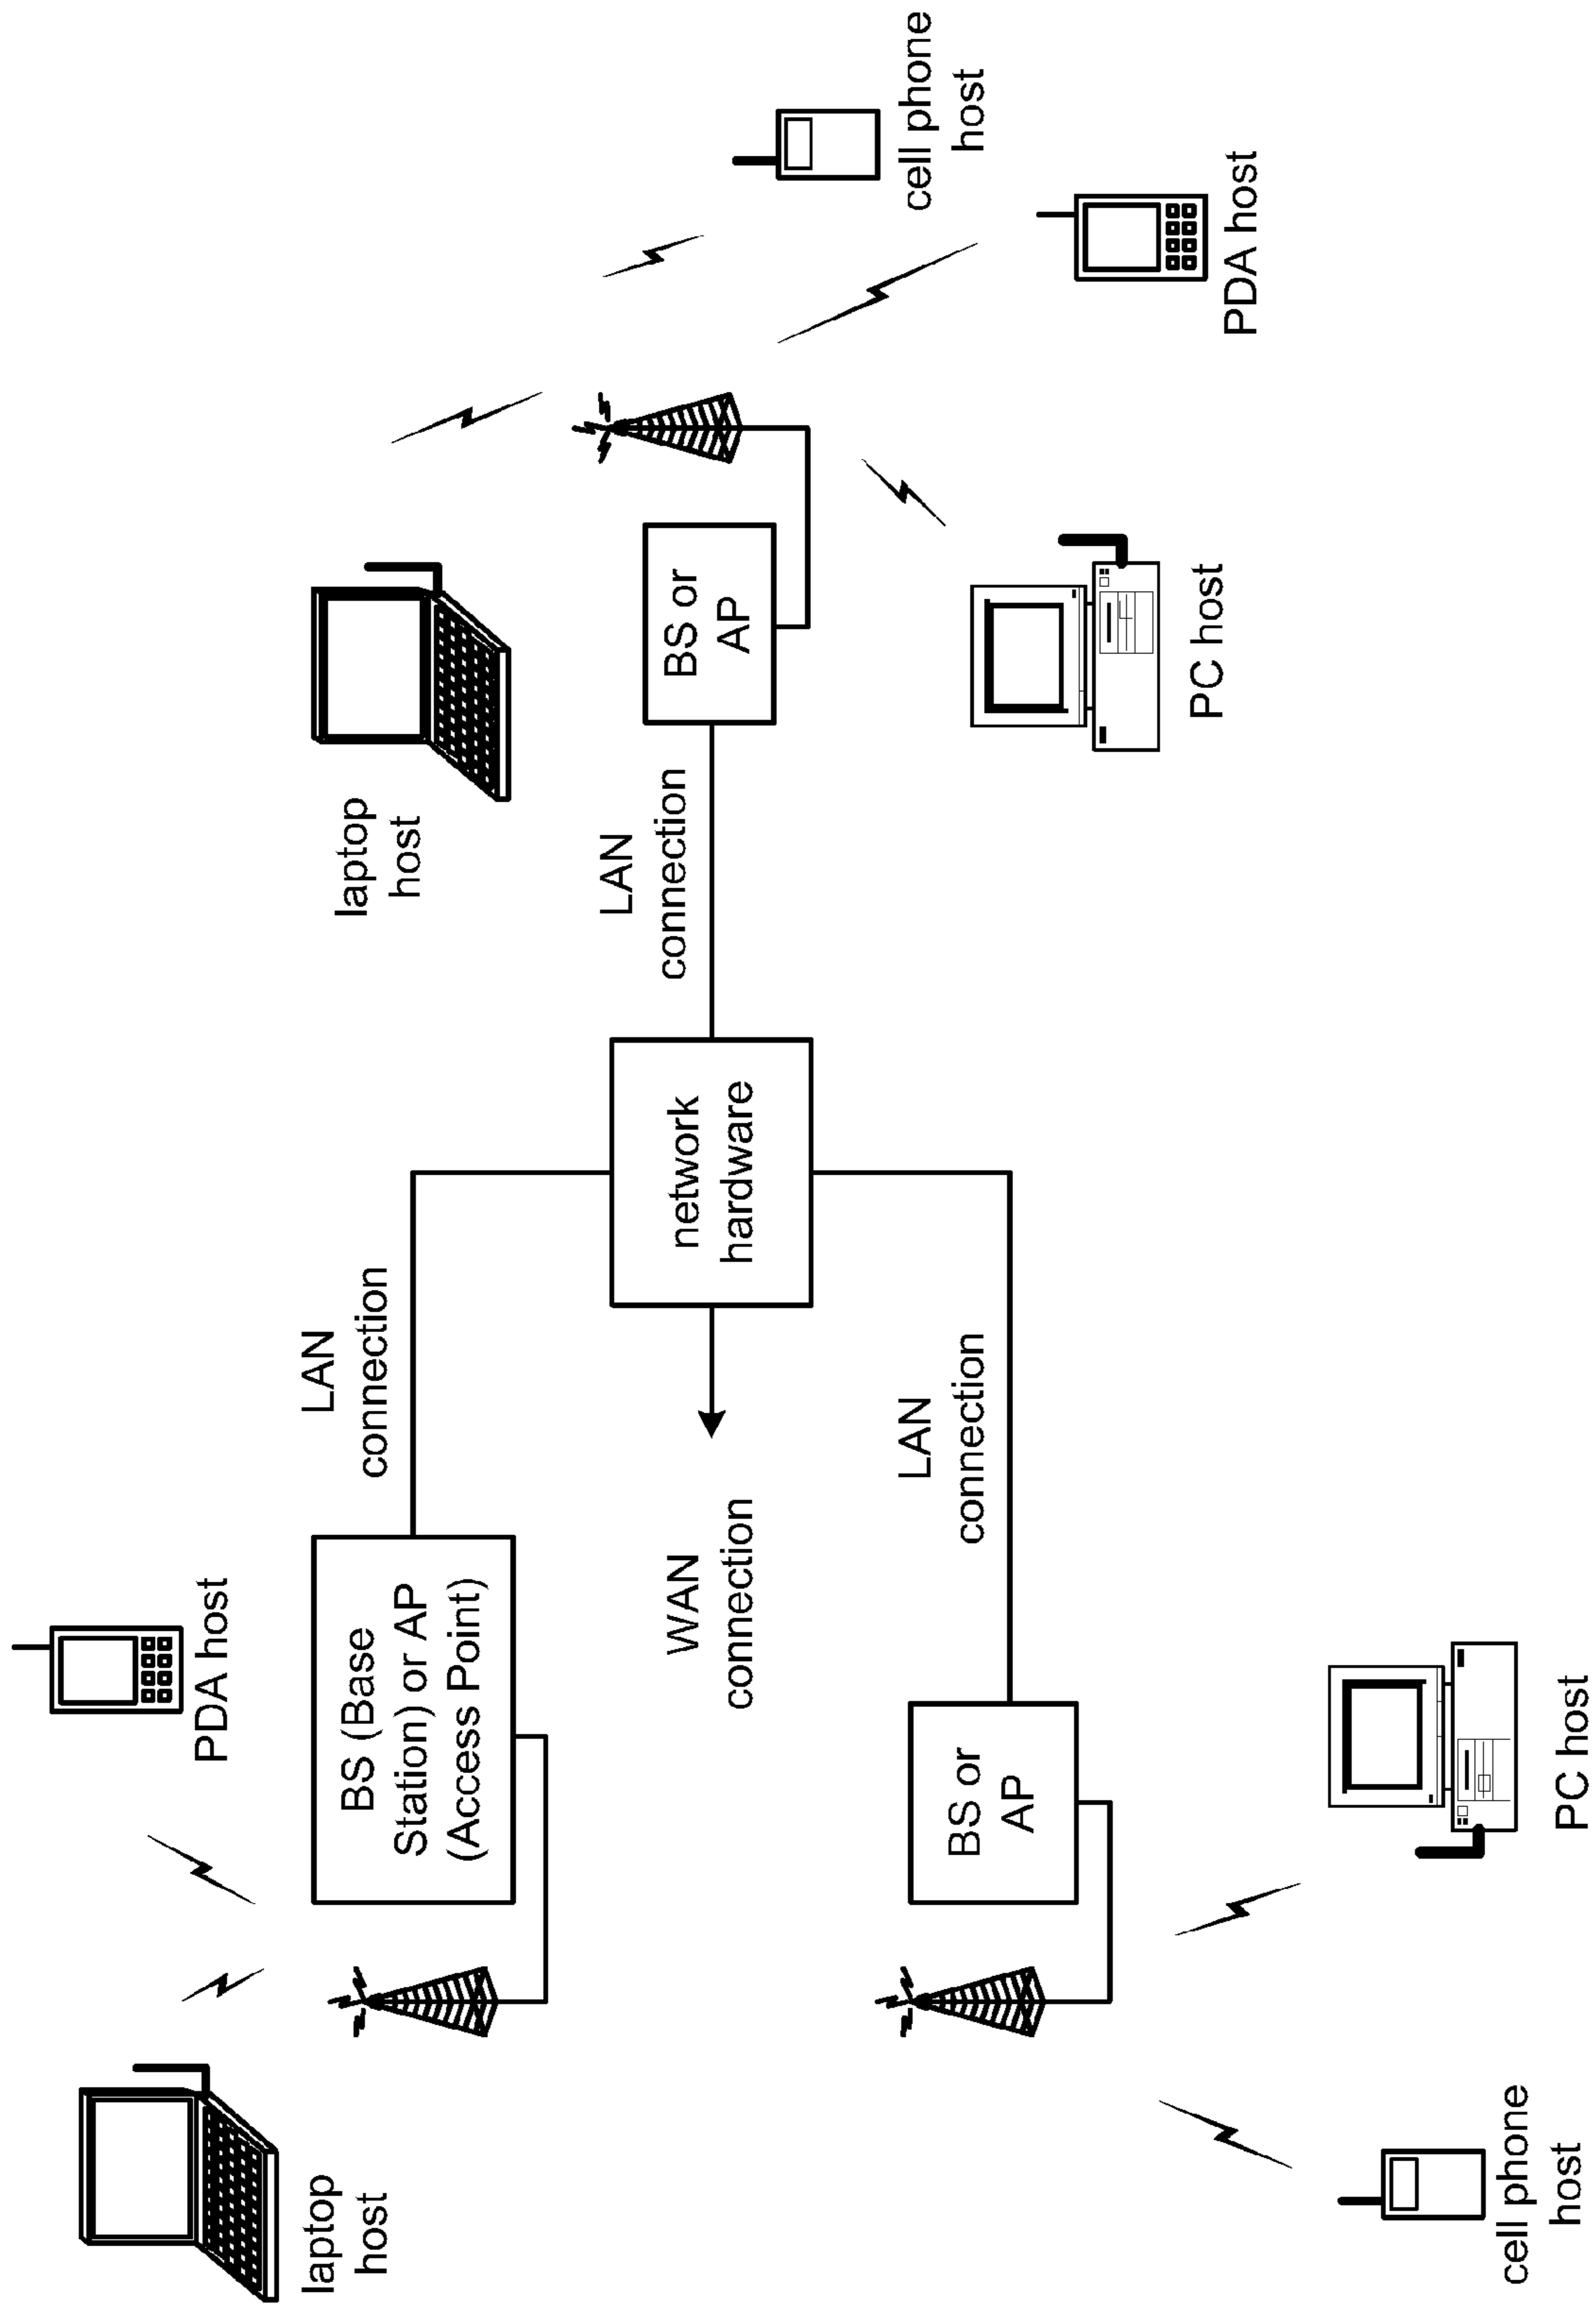 PDA host
laptop
host
BS (Base
Station) or AP
(Access Point)
LAN
connection
WAN
connection
network
hardware
BS or
AP
LAN
connection
cell phone
host
PC host
laptop
host
LAN
connection
BS or
AP
cell phone
host
PDA host
PC host